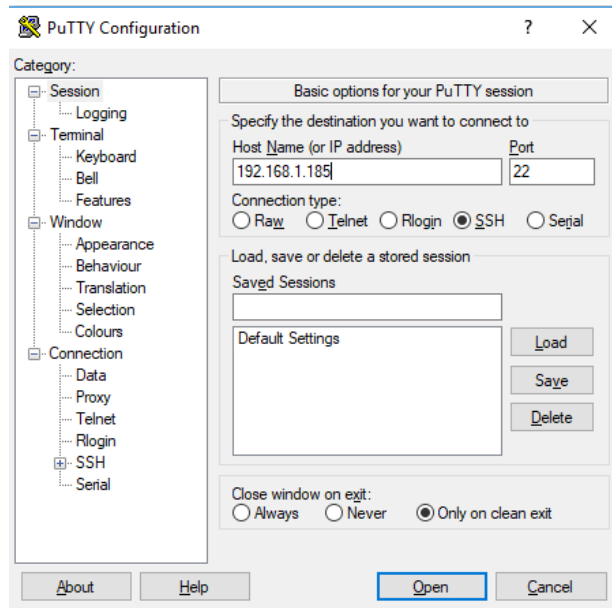 PuTTY Configuration
?
Category:
Session
Logging
Terminal
Keyboard
Bell
Features
Window
Appearance
Behaviour
Translation
Selection
Colours
Connection
Data
Proxy
Telnet
Rlogin
SSH
Serial
Basic options for your PuTTY session
Specify the destination you want to connect to
Host Name (or IP address) Port
192.168.1.185 22
Connection type:
Raw Telnet Rlogin SSH Serial
Load, save or delete a stored session
Saved Sessions
Default Settings
Load
Save
Delete
Close window on exit:
Always Never Only on clean exit
About Help Open Cancel